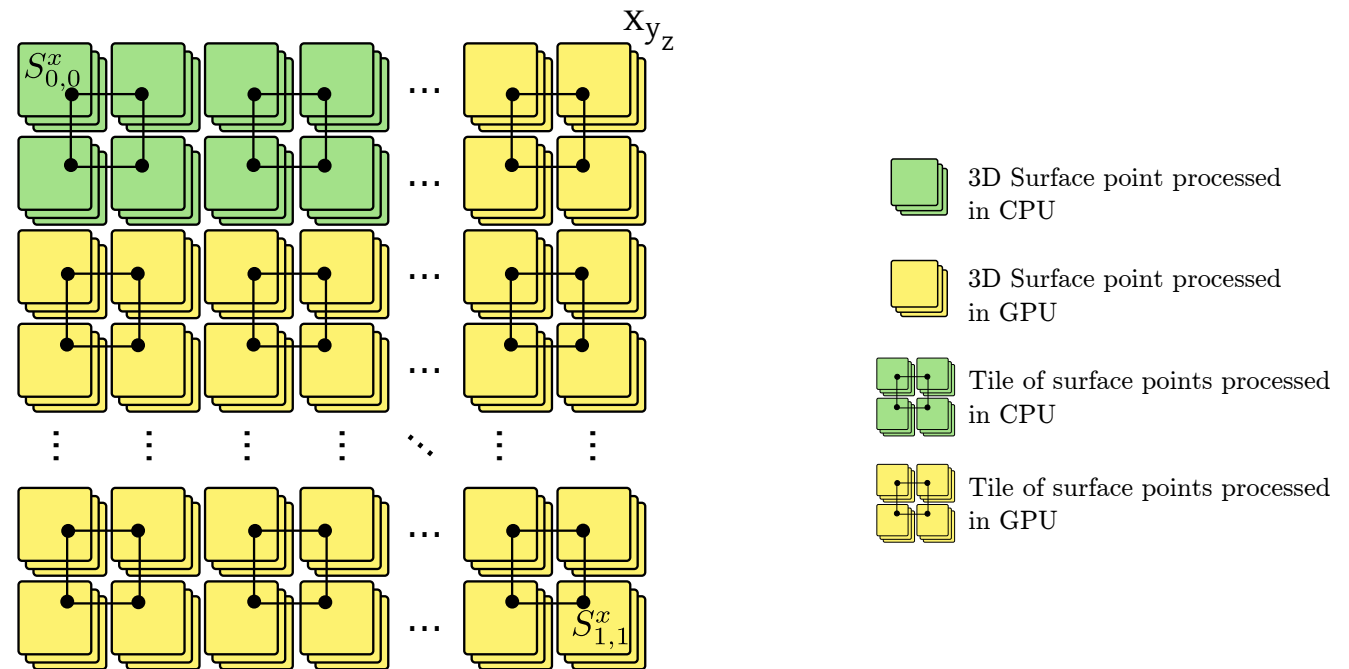 x_{y_z}
S^x_{0,0}
S^x_{1,1}
3D Surface point processed
in CPU
3D Surface point processed
in GPU
Tile of surface points processed
in CPU
Tile of surface points processed
in GPU